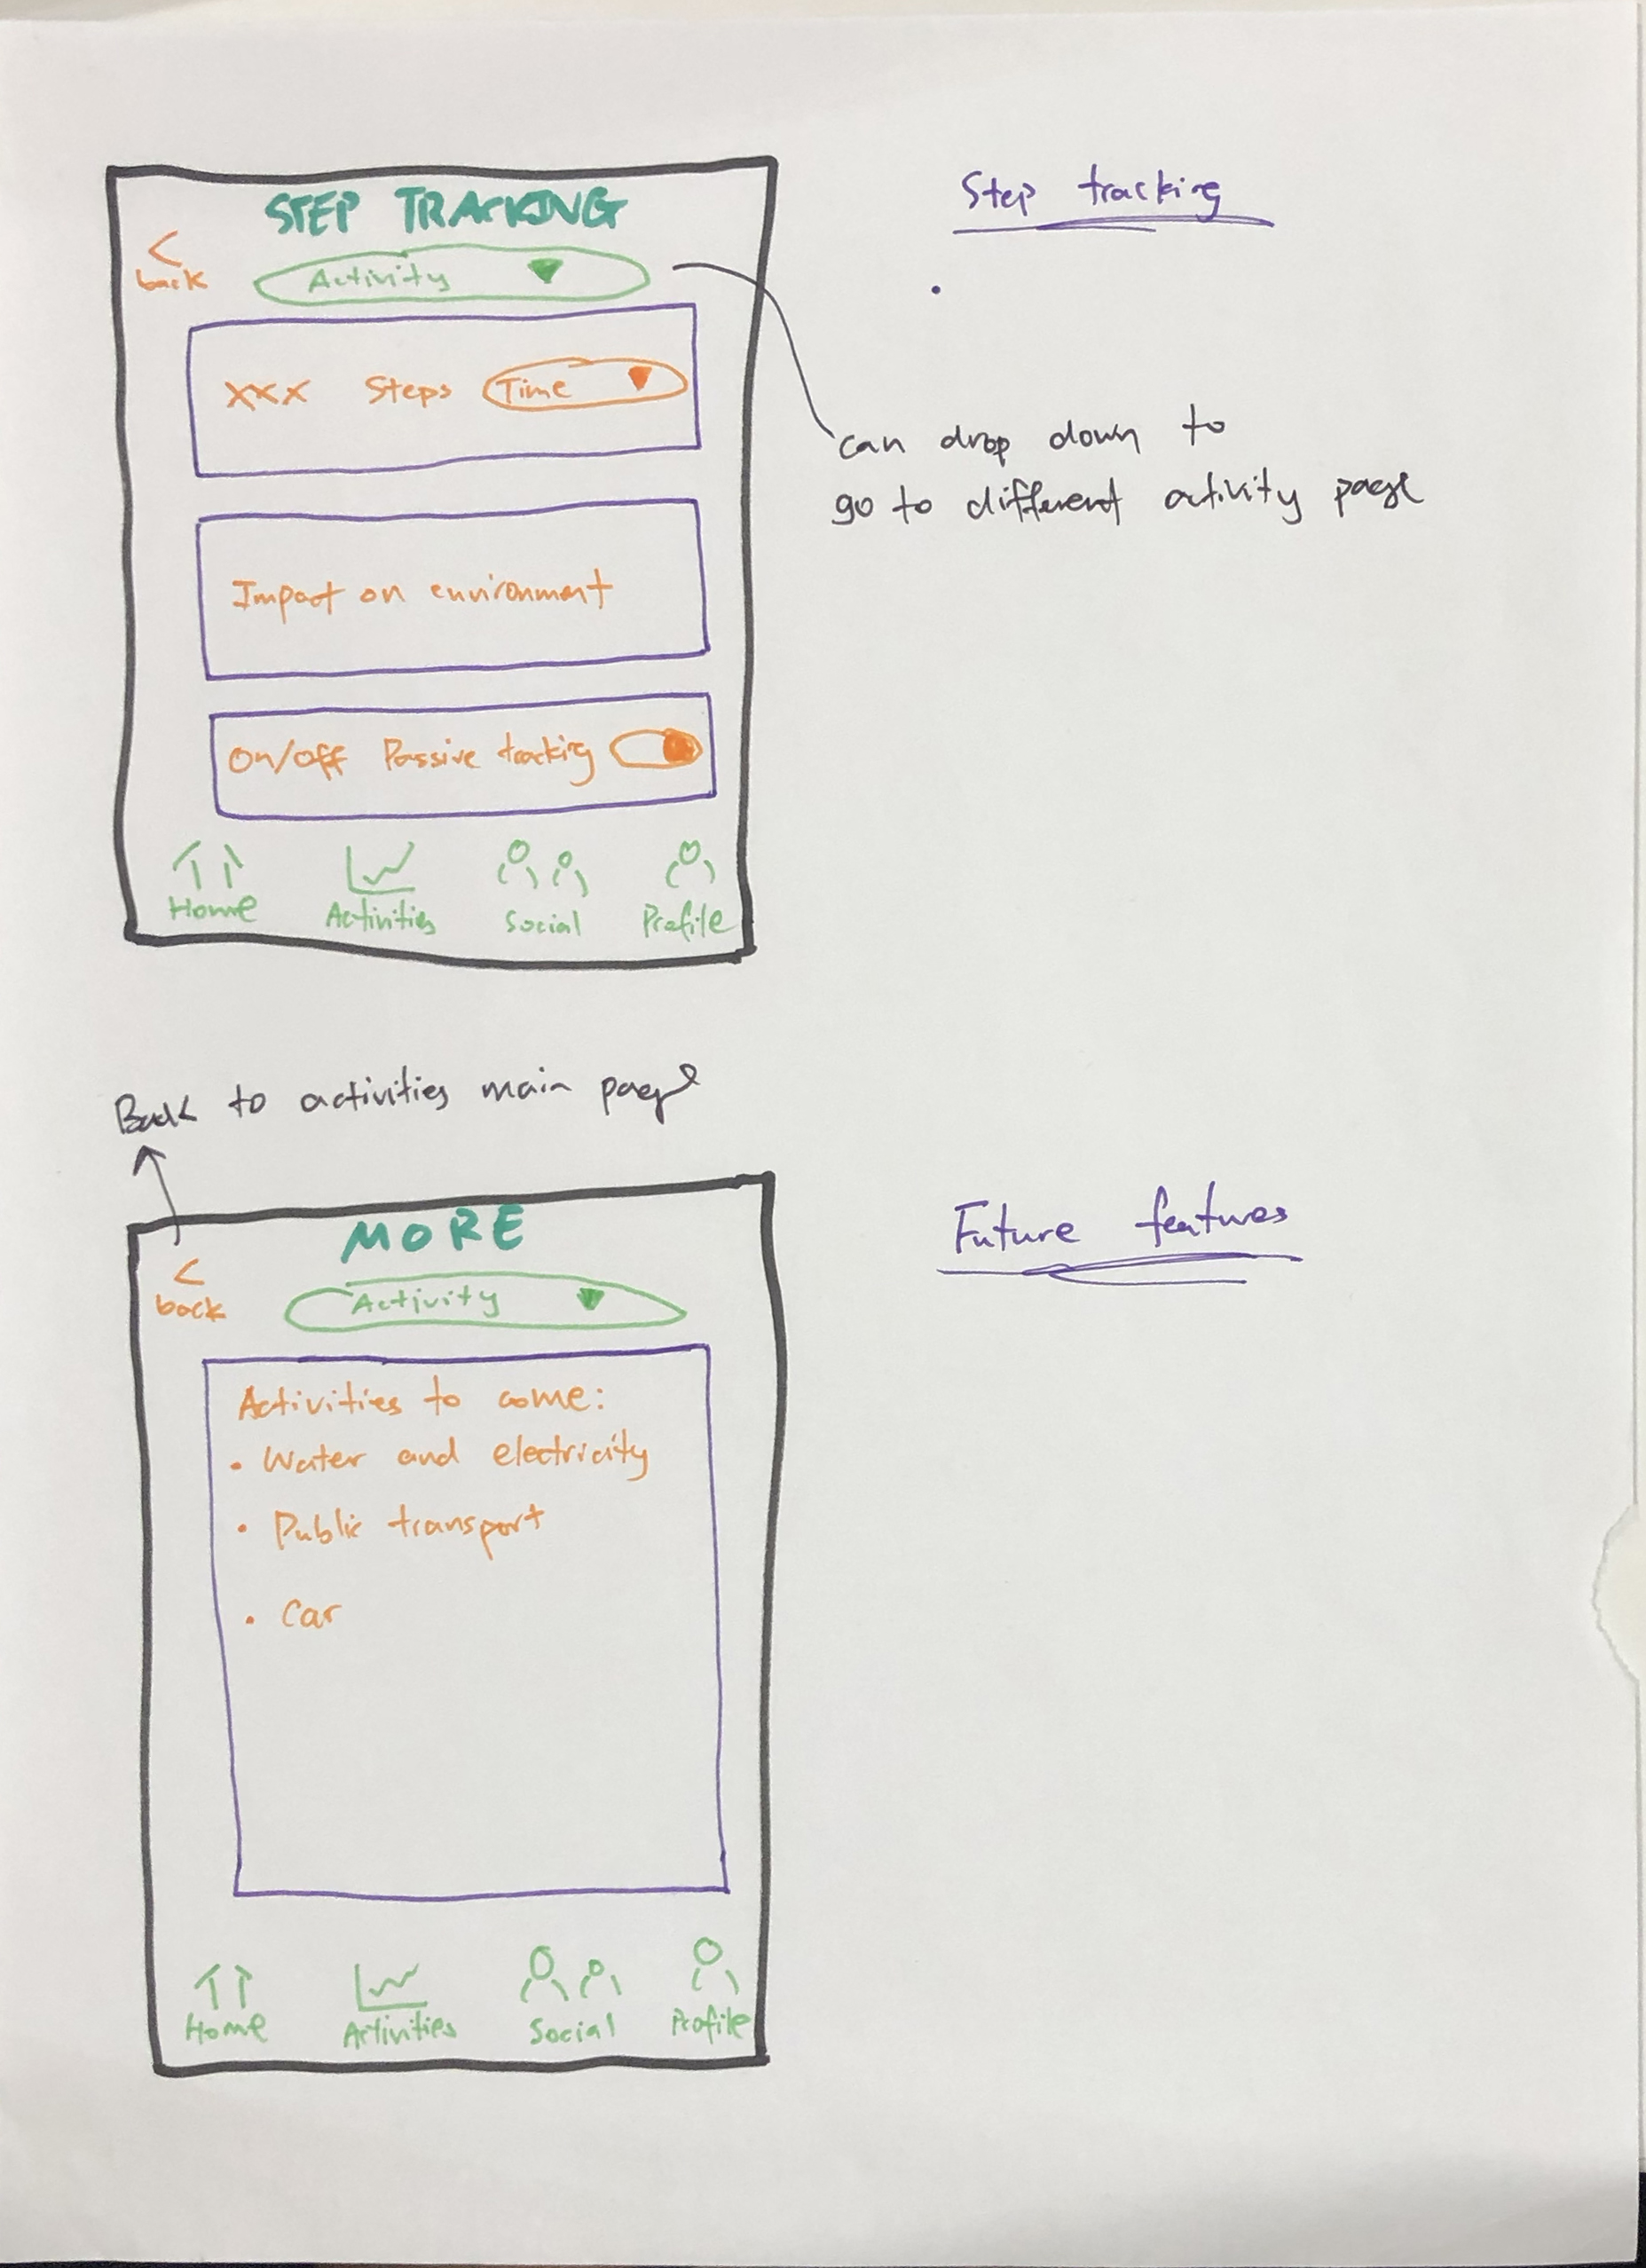 STEP TRACKING
< back
Activity
XXX Steps Time
Impact on environment
On/off Passive tracking
Home Activities Social Profile
Step tracking
can drop down to
go to different activity page
Back to activities main page
MORE
< back
Activity
Activities to come:
• Water and electricity
• Public transport
• Car
Home Activities Social Profile
Future features